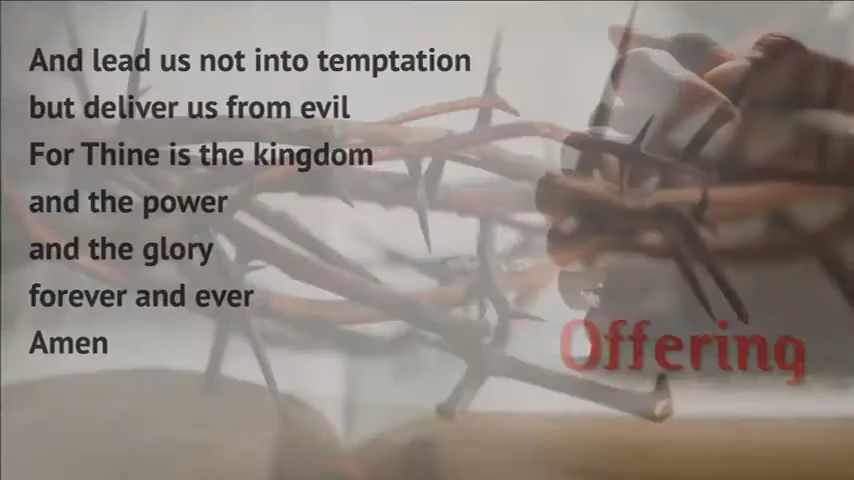 And lead us not into temptation
but deliver us from evil
For Thine is the kingdom
and the power
and the glory
forever and ever
Amen
Offering